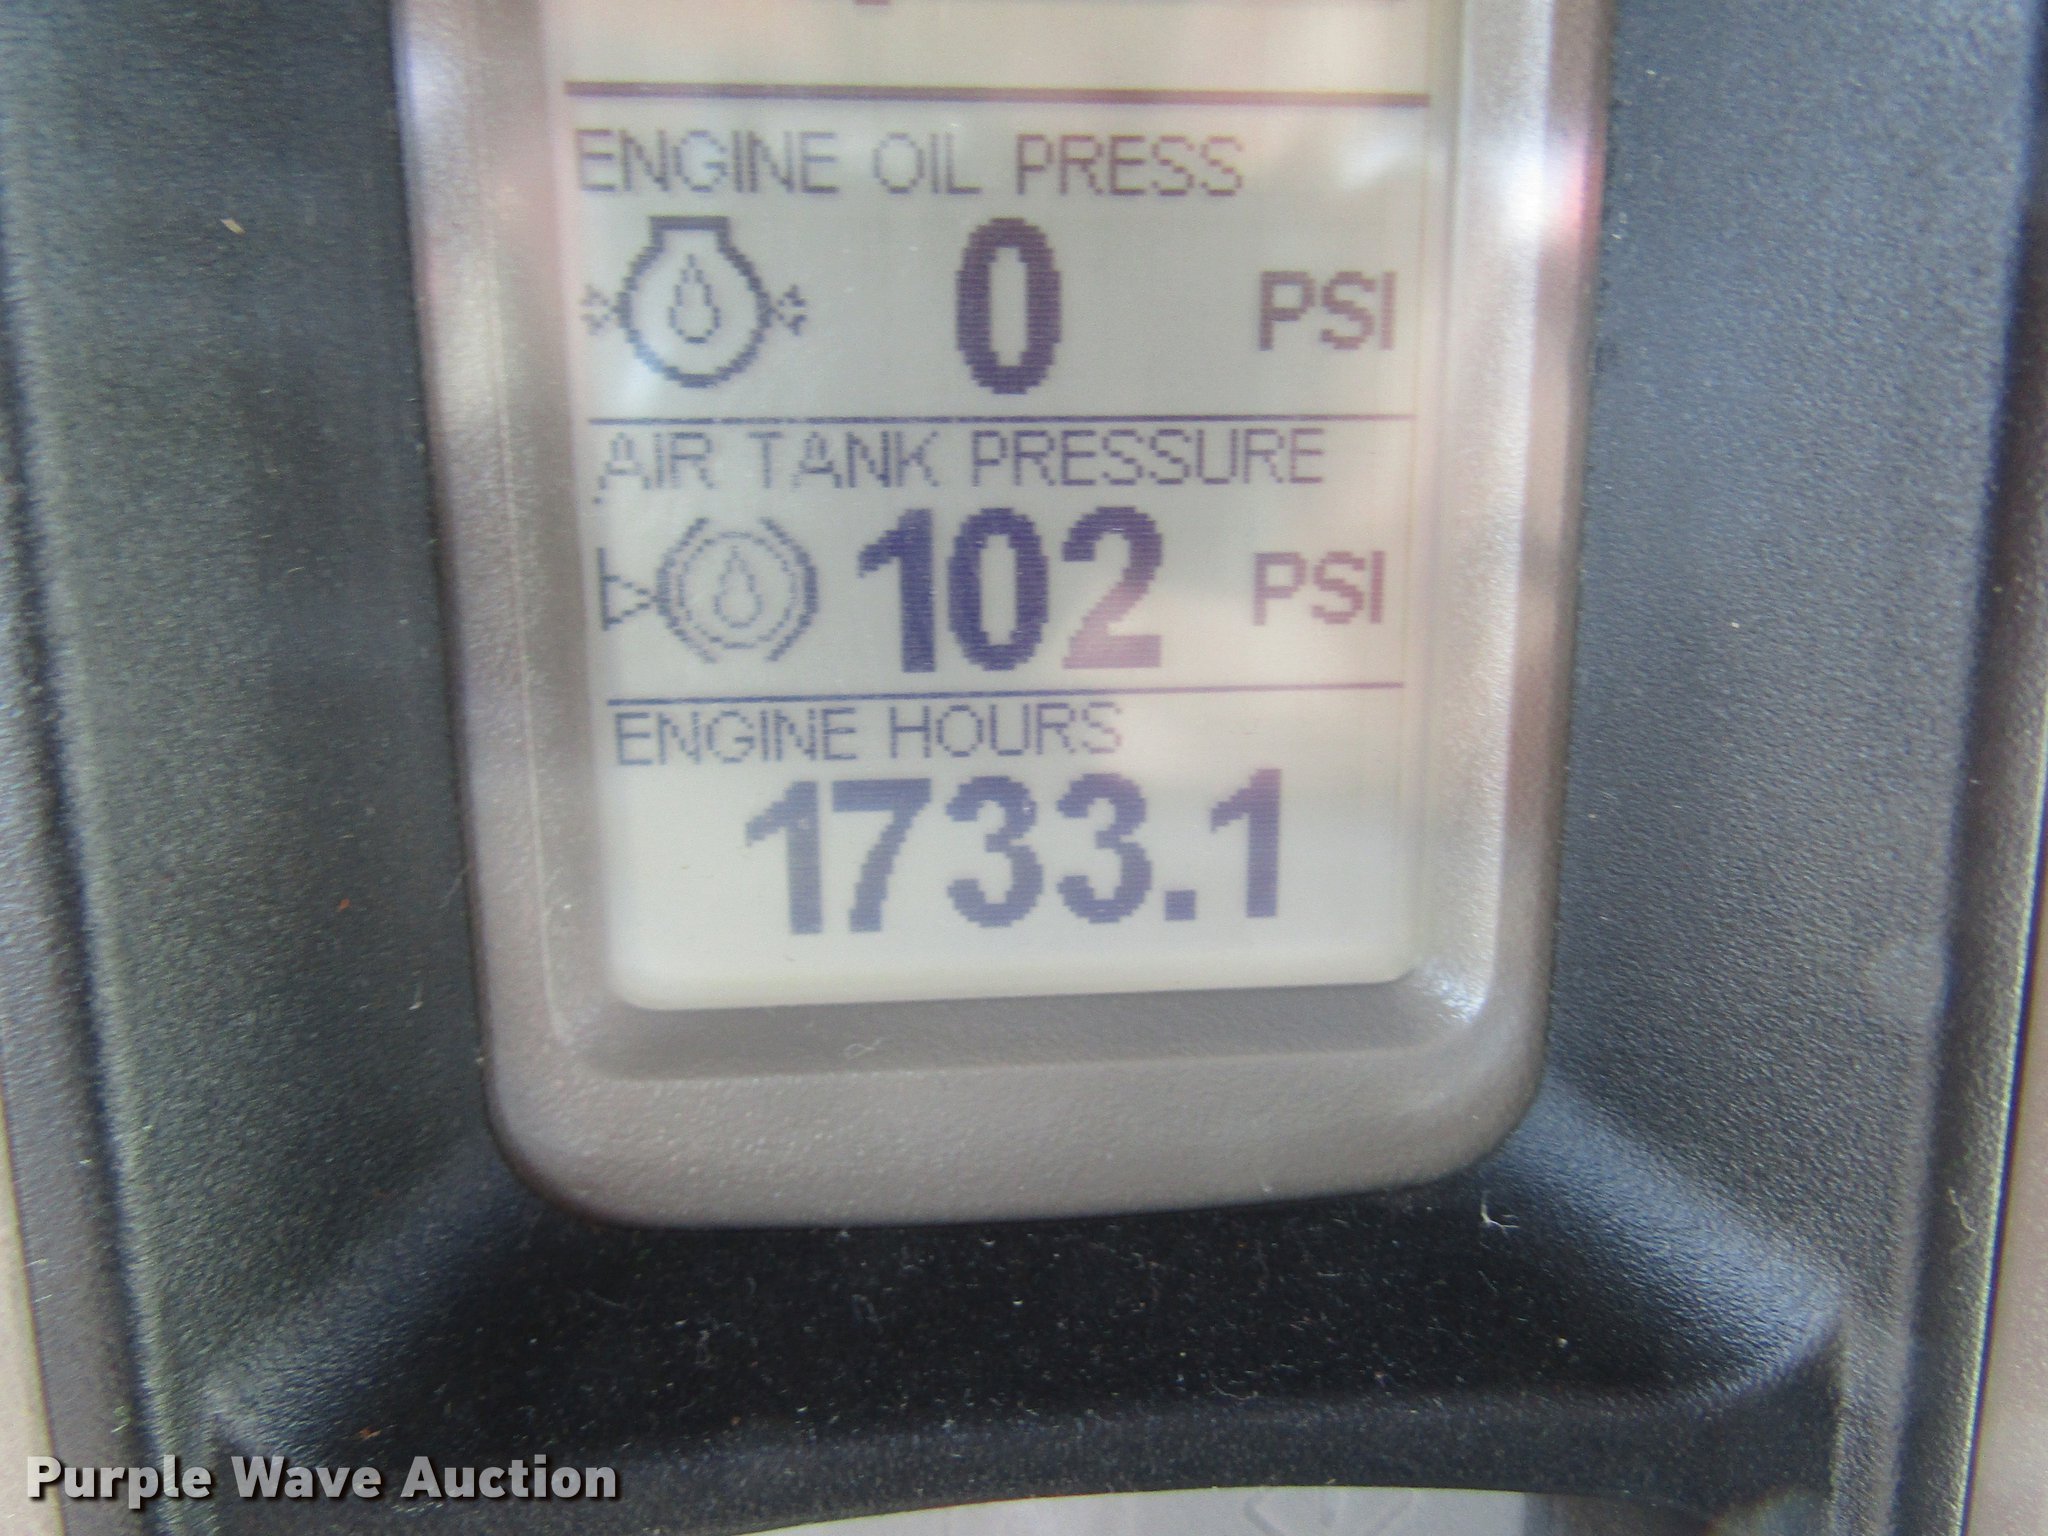 ENGINE OIL PRESS
0 PSI
AIR TANK PRESSURE
102 PSI
ENGINE HOURS
1733.1
Purple Wave Auction